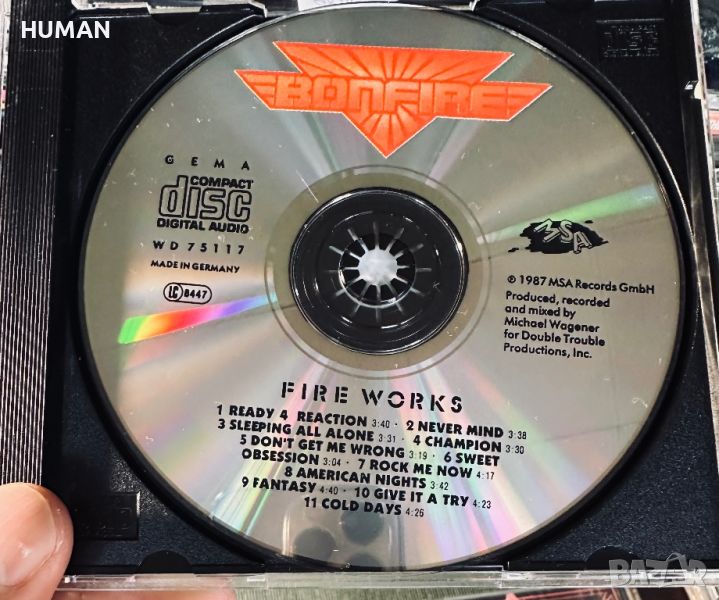 HUMAN
BONFIRE
GEMA
COMPACT
disc
DIGITAL AUDIO
WD 75117
MADE IN GERMANY
LC 8447
MSA
℗ 1987 MSA Records GmbH
Produced, recorded
and mixed by
Michael Wagener
for Double Trouble
Productions, Inc.
FIRE WORKS
1 READY 4 REACTION 3:40 · 2 NEVER MIND 3:38
3 SLEEPING ALL ALONE 3:31 · 4 CHAMPION 3:30
5 DON'T GET ME WRONG 3:19 · 6 SWEET
OBSESSION 3:04 · 7 ROCK ME NOW 4:17
8 AMERICAN NIGHTS 3:42
9 FANTASY 4:40 · 10 GIVE IT A TRY 4:23
11 COLD DAYS 4:26
BAZAR